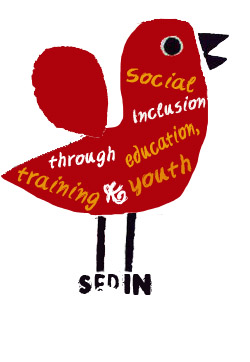 social
inclusion
through education,
training & youth
SEDIN